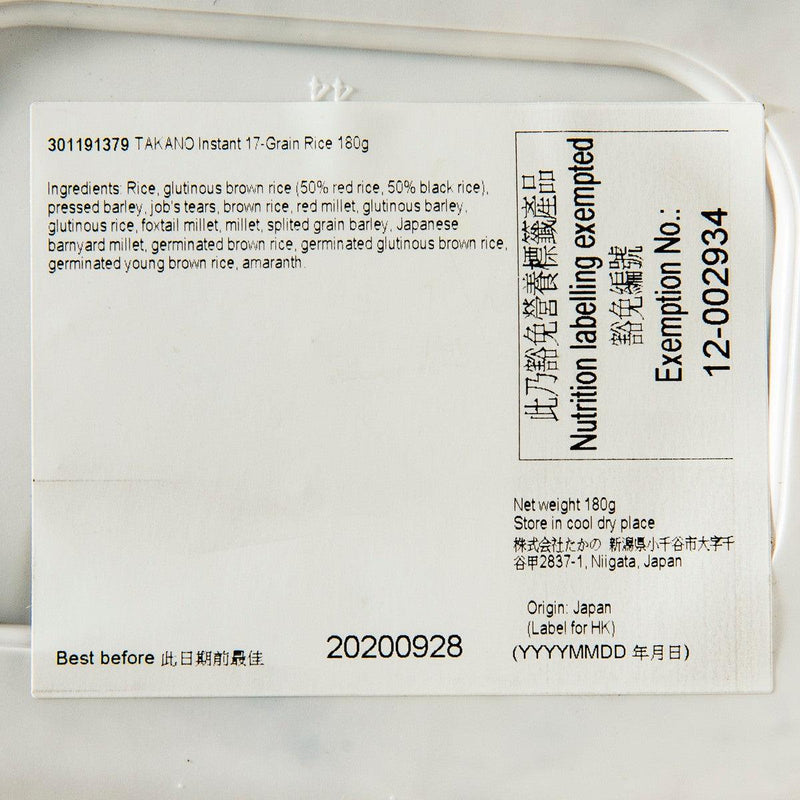 301191379 TAKANO Instant 17-Grain Rice 180g
Ingredients: Rice, glutinous brown rice (50% red rice, 50% black rice),
pressed barley, job's tears, brown rice, red millet, glutinous barley,
glutinous rice, foxtail millet, millet, splited grain barley, Japanese
barnyard millet, germinated brown rice, germinated glutinous brown rice,
germinated young brown rice, amaranth.
此乃豁免營養標籤產品
Nutrition labelling exempted
豁免編號
Exemption No.:
12-002934
Net weight 180g
Store in cool dry place
株式会社たかの 新潟県小千谷市大字千
谷甲2837-1, Niigata, Japan
Origin: Japan
(Label for HK)
Best before 此日期前最佳 20200928 (YYYYMMDD 年月日)